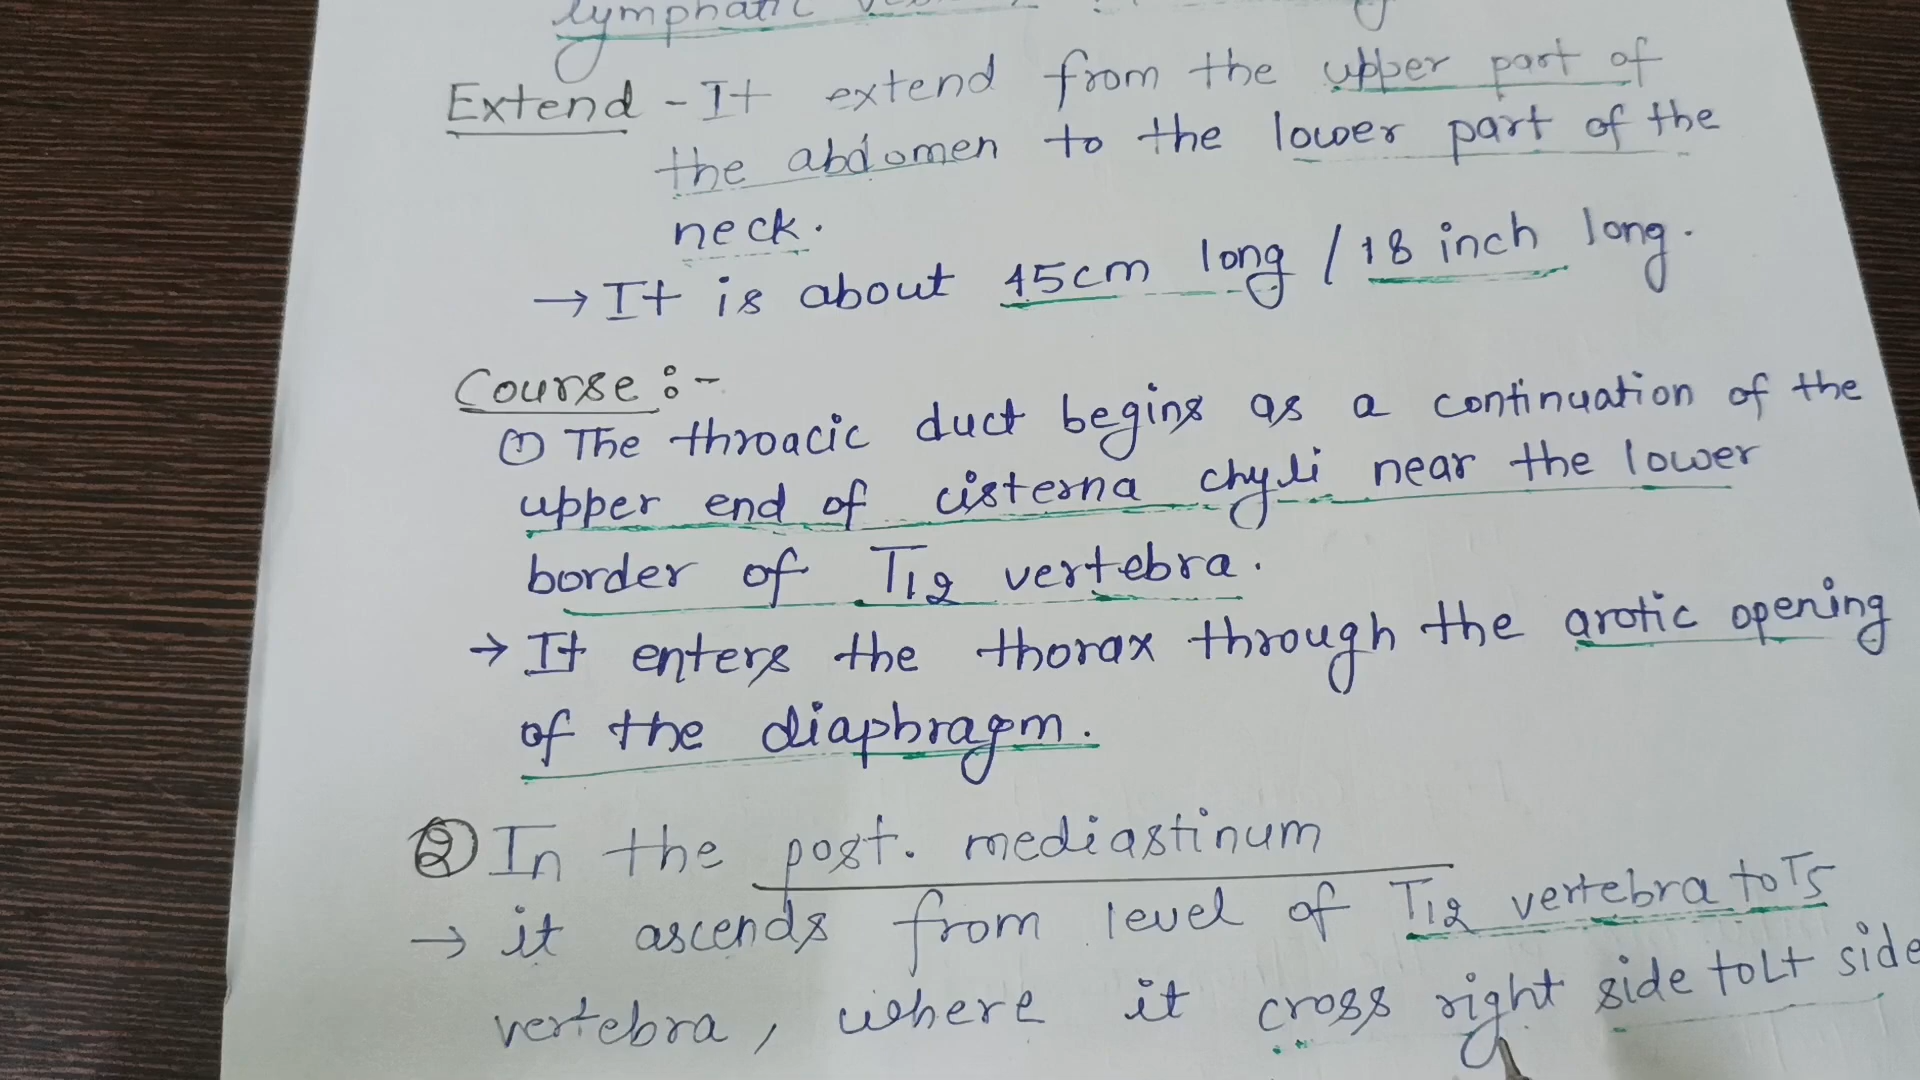 lymphatic
Extend - It extend from the upper part of
the abdomen to the lower part of the
neck.
→ It is about 45cm long / 18 inch long.
Course :-
① The throacic duct begins as a continuation of the
upper end of cisterna chyli near the lower
border of T12 vertebra.
→ It enters the thorax through the arotic opening
of the diaphragm.
② In the post. mediastinum
→ it ascends from level of T12 vertebra to T5
vertebra, where it cross right side to Lt side